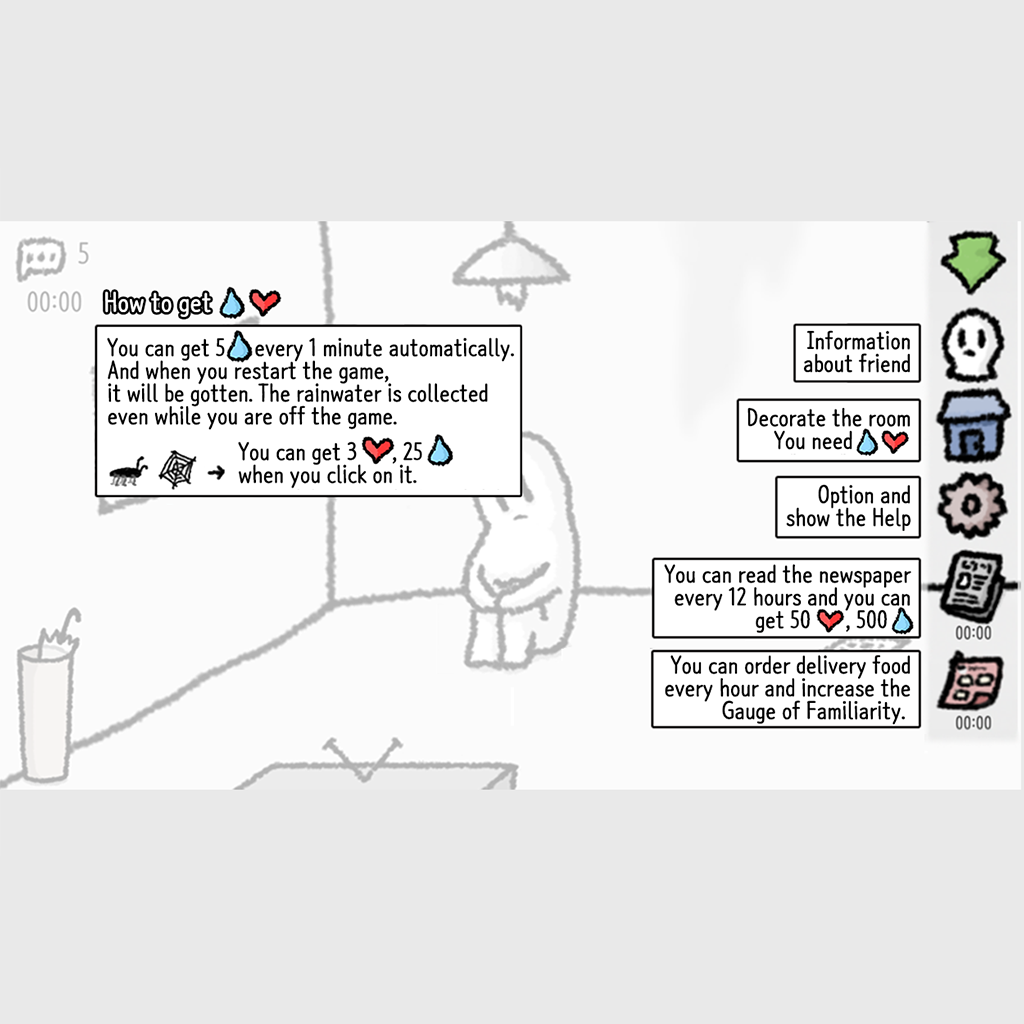 5
00:00
How to get
You can get 5 every 1 minute automatically.
And when you restart the game,
it will be gotten. The rainwater is collected
even while you are off the game.
You can get 3 , 25
when you click on it.
Information
about friend
Decorate the room
You need
Option and
show the Help
You can read the newspaper
every 12 hours and you can
get 50 , 500
00:00
You can order delivery food
every hour and increase the
Gauge of Familiarity.
00:00